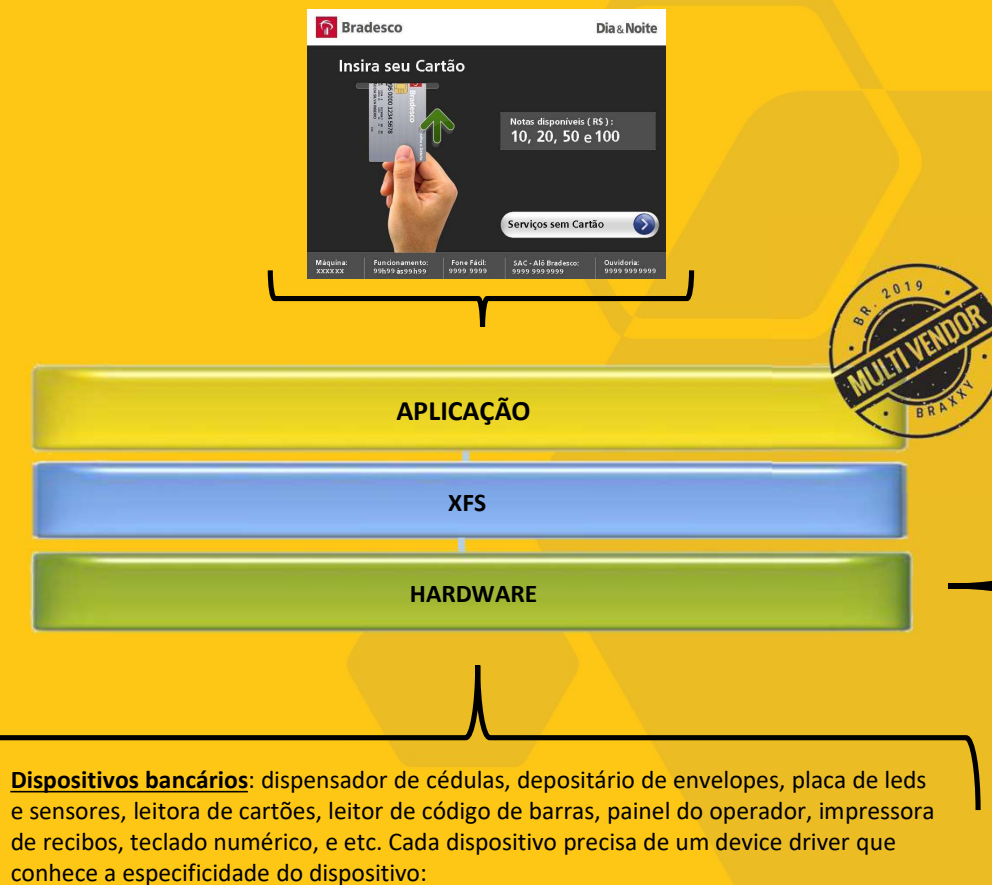 Bradesco
Dia & Noite
Insira seu Cartão
Bradesco
Notas disponíveis ( R$ ) :
10, 20, 50 e 100
Serviços sem Cartão
Máquina: Funcionamento: Fone Fácil: SAC - Alô Bradesco: Ouvidoria:
XXXXXX 99h99 às 99h99 9999 9999 9999 9999999 9999 9999999
BR. 2019
MULTI VENDOR
BRAXXY
APLICAÇÃO
XFS
HARDWARE
Dispositivos bancários: dispensador de cédulas, depositário de envelopes, placa de leds
e sensores, leitora de cartões, leitor de código de barras, painel do operador, impressora
de recibos, teclado numérico, e etc. Cada dispositivo precisa de um device driver que
conhece a especificidade do dispositivo: